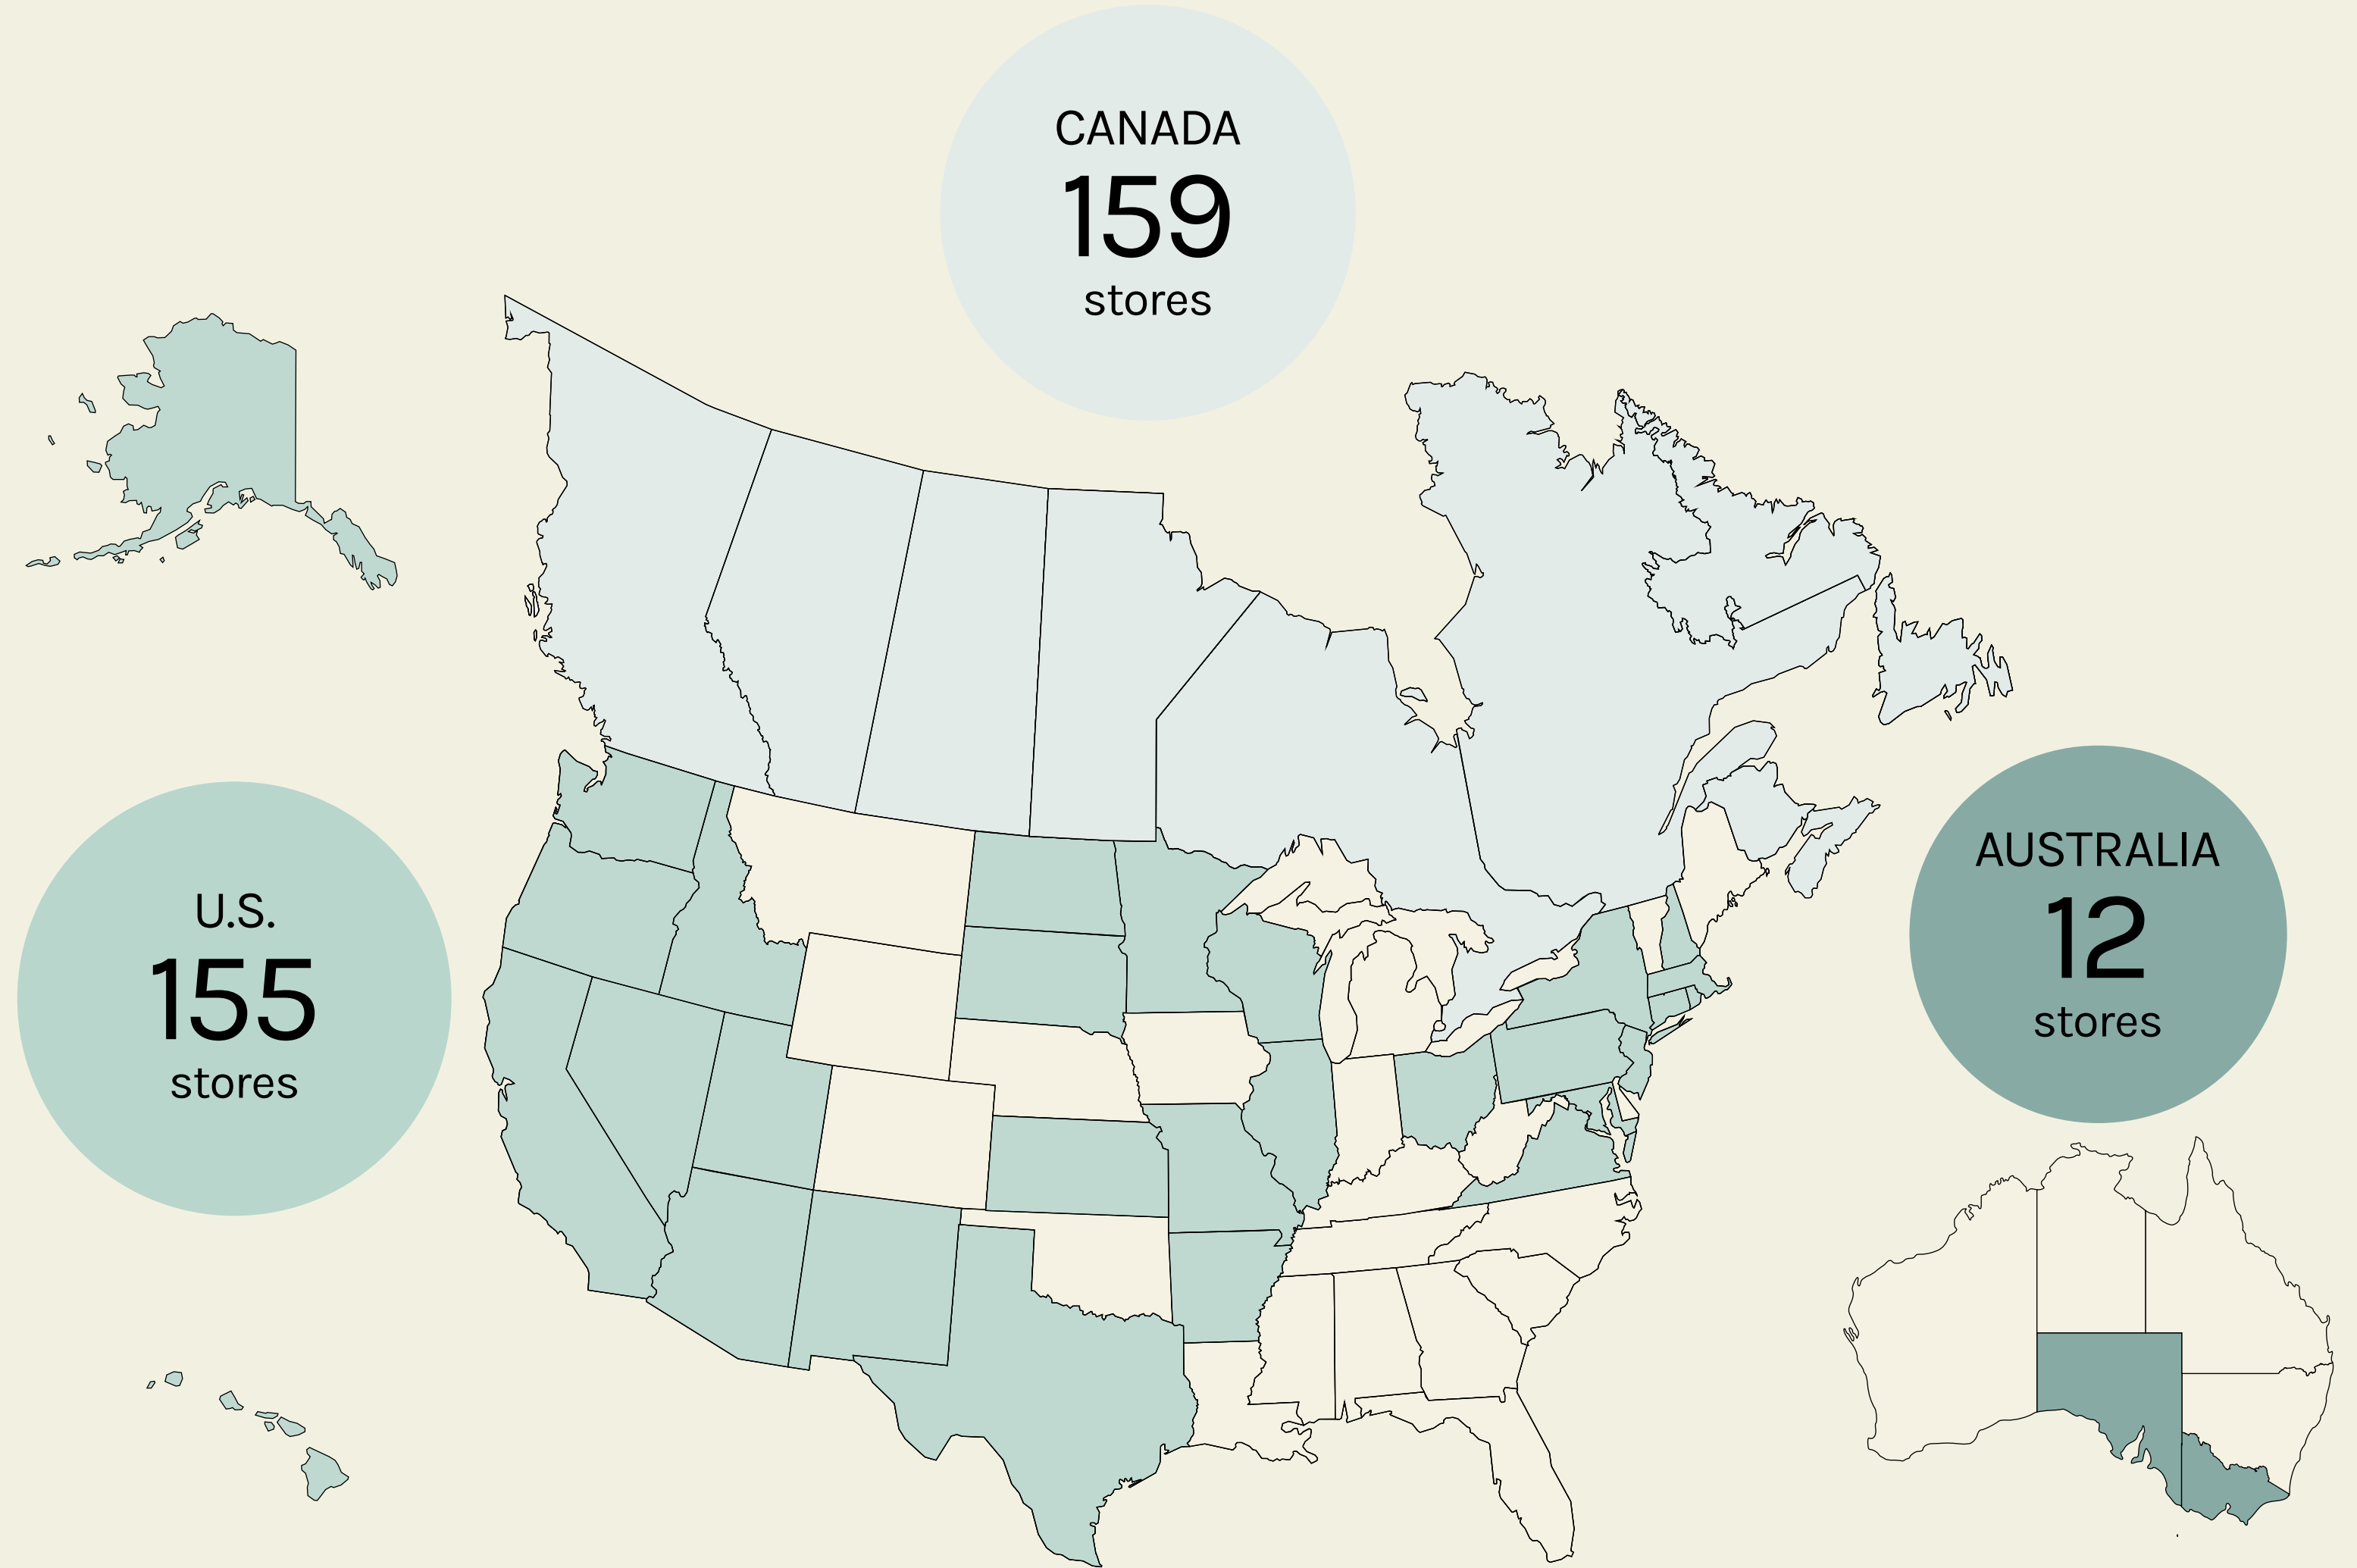 CANADA
159
stores
U.S.
155
stores
AUSTRALIA
12
stores